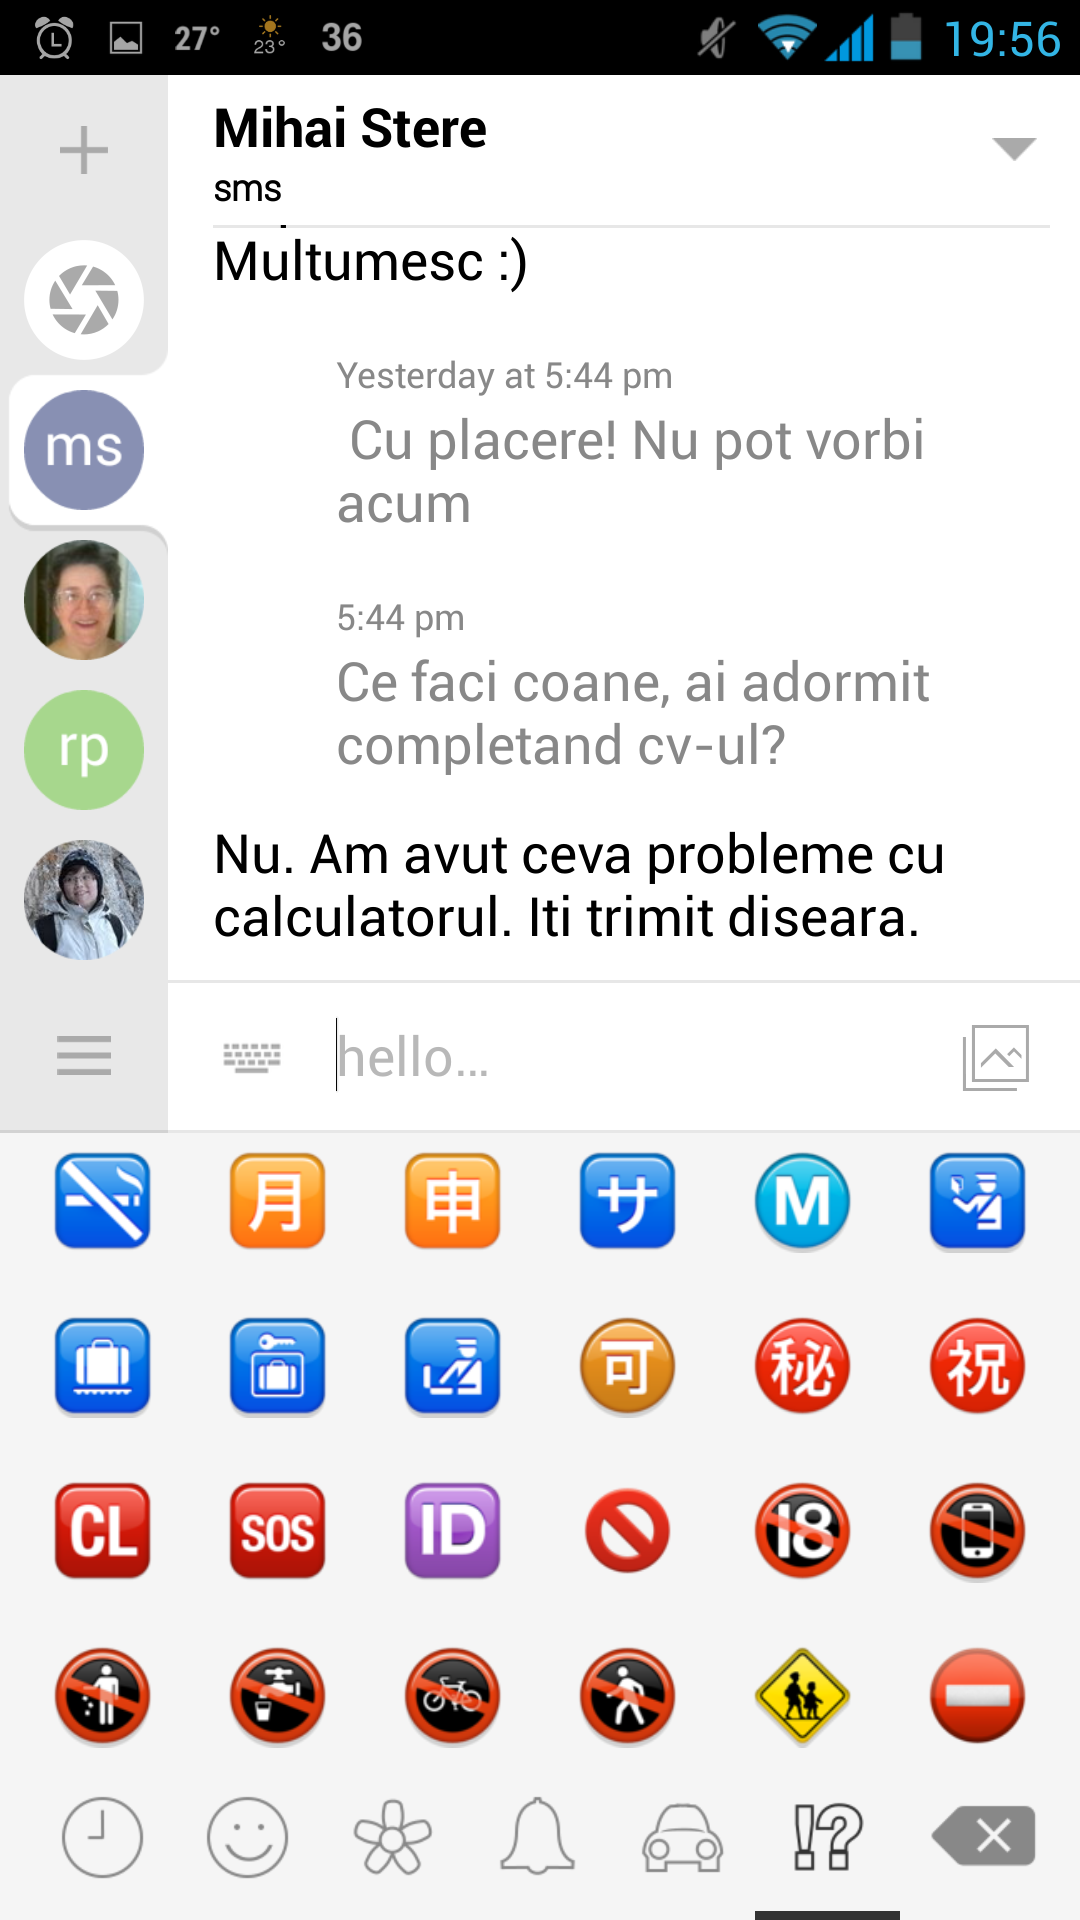 27° 23° 36 19:56
Mihai Stere
sms
Multumesc :)
Yesterday at 5:44 pm
Cu placere! Nu pot vorbi
acum
ms
5:44 pm
Ce faci coane, ai adormit
completand cv-ul?
rp
Nu. Am avut ceva probleme cu
calculatorul. Iti trimit diseara.
hello...
月 申 サ M
可 秘 祝
CL SOS ID 18
!?